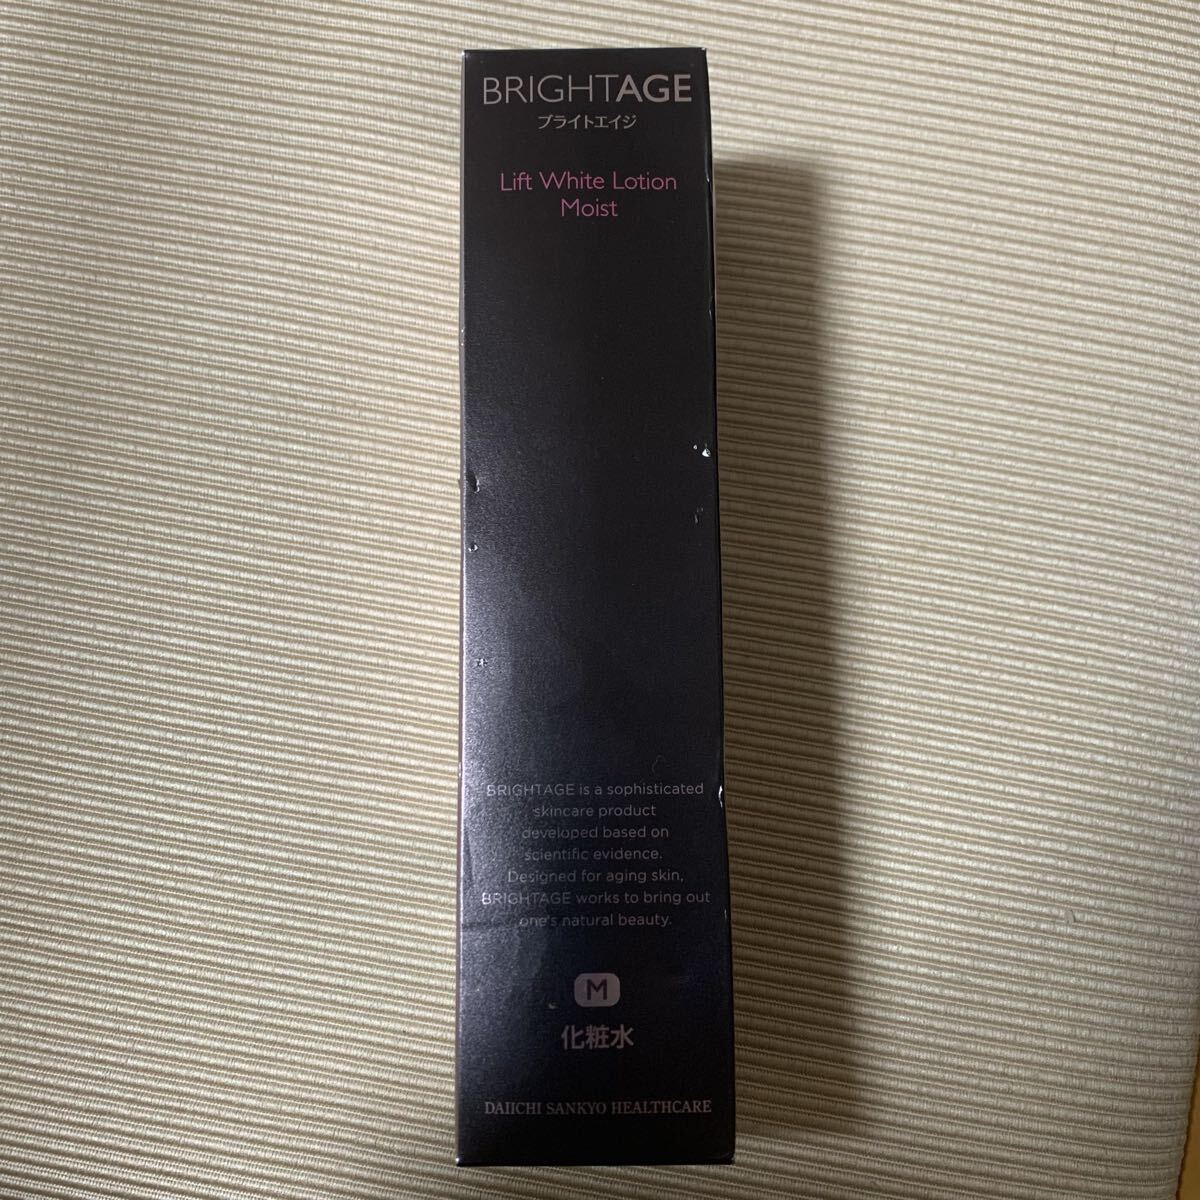 BRIGHTAGE
ブライトエイジ
Lift White Lotion
Moist
BRIGHTAGE is a sophisticated
skincare product
developed based on
scientific evidence.
Designed for aging skin,
BRIGHTAGE works to bring out
one's natural beauty.
M
化粧水
DAIICHI SANKYO HEALTHCARE